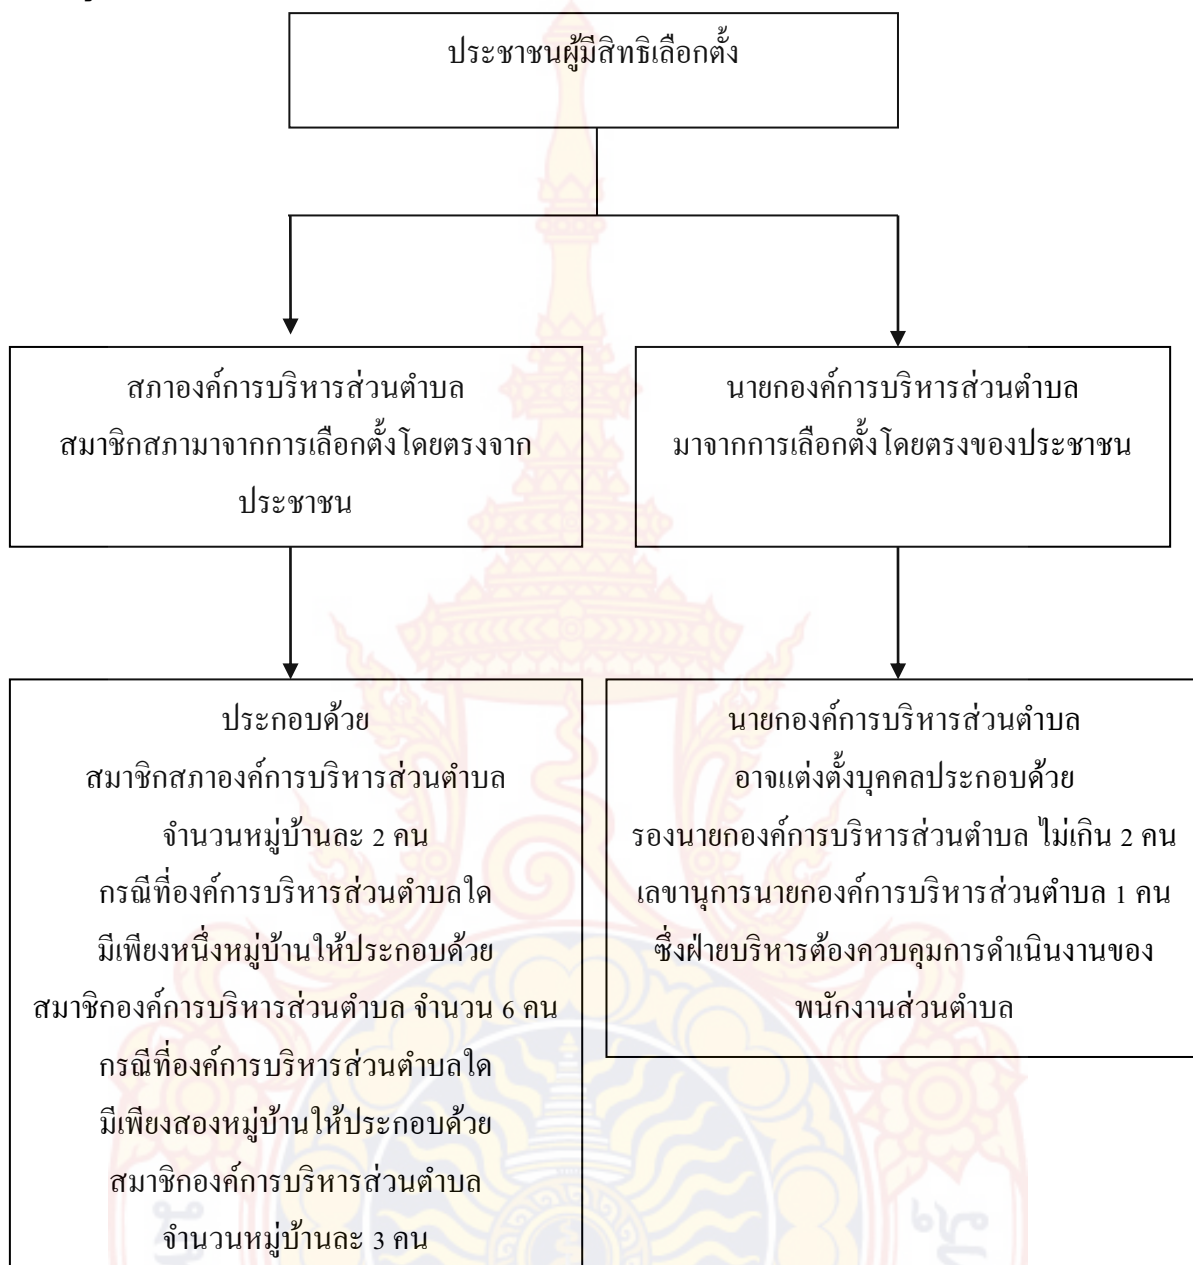 ประชาชนผู้มีสิทธิเลือกตั้ง
สภาองค์การบริหารส่วนตำบล
สมาชิกสภามาจากการเลือกตั้งโดยตรงจาก
ประชาชน
นายกองค์การบริหารส่วนตำบล
มาจากการเลือกตั้งโดยตรงของประชาชน
ประกอบด้วย
สมาชิกสภาองค์การบริหารส่วนตำบล
จำนวนหมู่บ้านละ 2 คน
กรณีที่องค์การบริหารส่วนตำบลใด
มีเพียงหนึ่งหมู่บ้านให้ประกอบด้วย
สมาชิกองค์การบริหารส่วนตำบล จำนวน 6 คน
กรณีที่องค์การบริหารส่วนตำบลใด
มีเพียงสองหมู่บ้านให้ประกอบด้วย
สมาชิกองค์การบริหารส่วนตำบล
จำนวนหมู่บ้านละ 3 คน
นายกองค์การบริหารส่วนตำบล
อาจแต่งตั้งบุคคลประกอบด้วย
รองนายกองค์การบริหารส่วนตำบล ไม่เกิน 2 คน
เลขานุการนายกองค์การบริหารส่วนตำบล 1 คน
ซึ่งฝ่ายบริหารต้องควบคุมการดำเนินงานของ
พนักงานส่วนตำบล